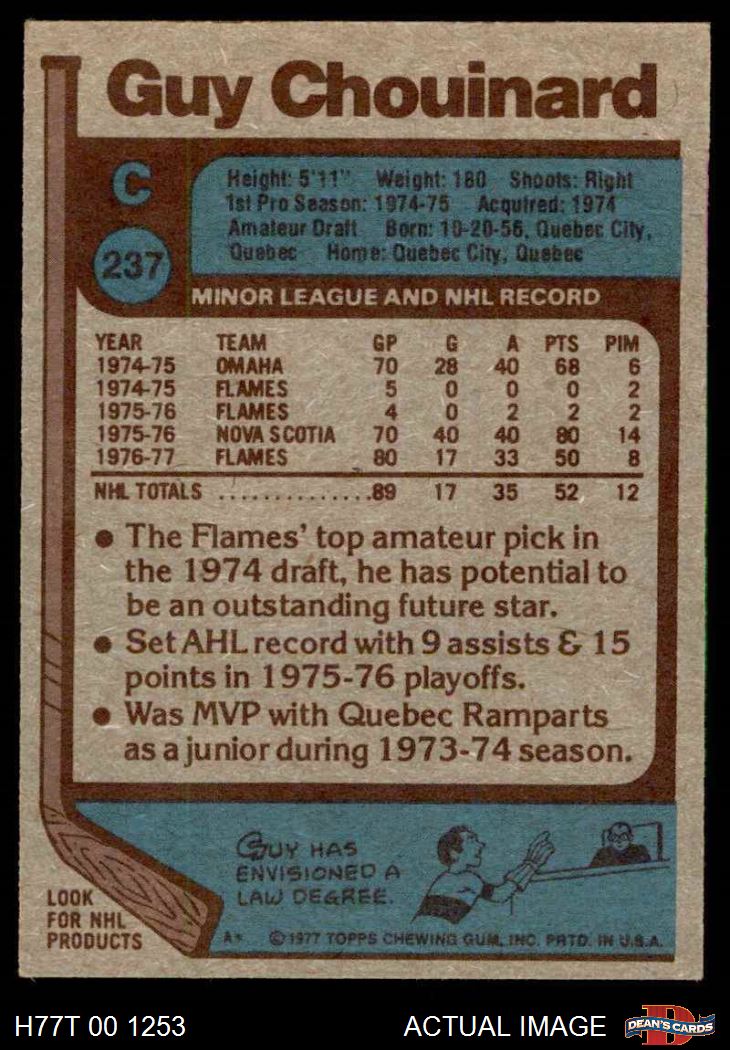 Guy Chouinard
C
237
Height: 5'11" Weight: 180 Shoots: Right
1st Pro Season: 1974-75 Acquired: 1974
Amateur Draft Born: 10-20-56, Quebec City,
Quebec Home: Quebec City, Quebec
MINOR LEAGUE AND NHL RECORD
YEAR TEAM GP G A PTS PIM
1974-75 OMAHA 70 28 40 68 6
1974-75 FLAMES 5 0 0 0 2
1975-76 FLAMES 4 0 2 2 2
1975-76 NOVA SCOTIA 70 40 40 80 14
1976-77 FLAMES 80 17 33 50 8
NHL TOTALS ..............89 17 35 52 12
● The Flames' top amateur pick in
the 1974 draft, he has potential to
be an outstanding future star.
● Set AHL record with 9 assists & 15
points in 1975-76 playoffs.
● Was MVP with Quebec Ramparts
as a junior during 1973-74 season.
GUY HAS
ENVISIONED A
LAW DEGREE.
LOOK
FOR NHL
PRODUCTS
A* © 1977 TOPPS CHEWING GUM, INC. PRTD. IN U.S.A.
H77T 00 1253 ACTUAL IMAGE D DEAN'S CARDS